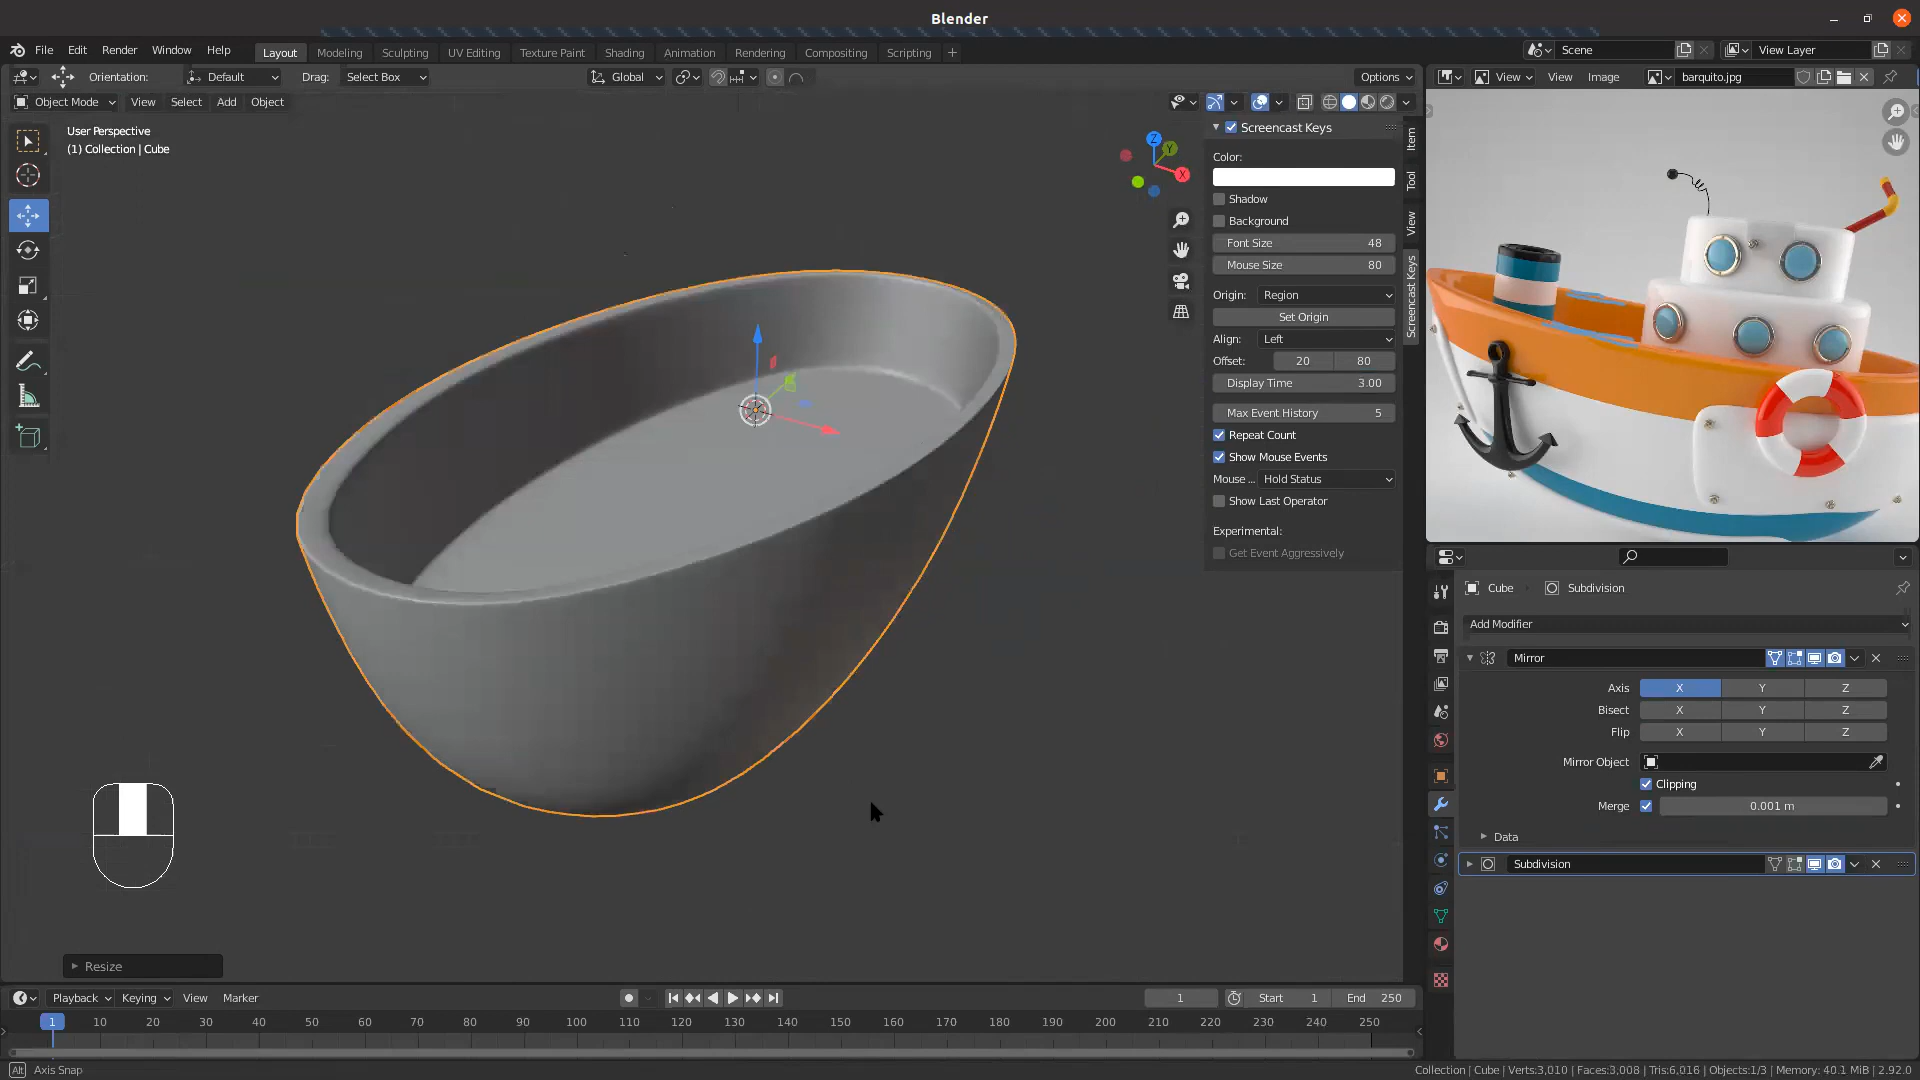 Blender
File Edit Render Window Help
Layout Modeling Sculpting UV Editing Texture Paint Shading Animation Rendering Compositing Scripting +
Scene
View Layer
Orientation: Default Drag: Select Box
Global
Options
View View Image barquito.jpg
Object Mode View Select Add Object
User Perspective
(1) Collection | Cube
Z
Y
X
Screencast Keys
Color:
Shadow
Background
Font Size 48
Mouse Size 80
Origin: Region
Set Origin
Align: Left
Offset: 20 80
Display Time 3.00
Max Event History 5
Repeat Count
Show Mouse Events
Mouse ... Hold Status
Show Last Operator
Experimental:
Get Event Aggressively
Item
Tool
View
Screencast Keys
Cube Subdivision
Add Modifier
Mirror
Axis X Y Z
Bisect X Y Z
Flip X Y Z
Mirror Object
Clipping
Merge 0.001 m
Data
Subdivision
Resize
Playback Keying View Marker
1 Start 1 End 250
1 10 20 30 40 50 60 70 80 90 100 110 120 130 140 150 160 170 180 190 200 210 220 230 240 250
Alt Axis Snap
Collection | Cube | Verts:3,010 | Faces:3,008 | Tris:6,016 | Objects:1/3 | Memory: 40.1 MiB | 2.92.0